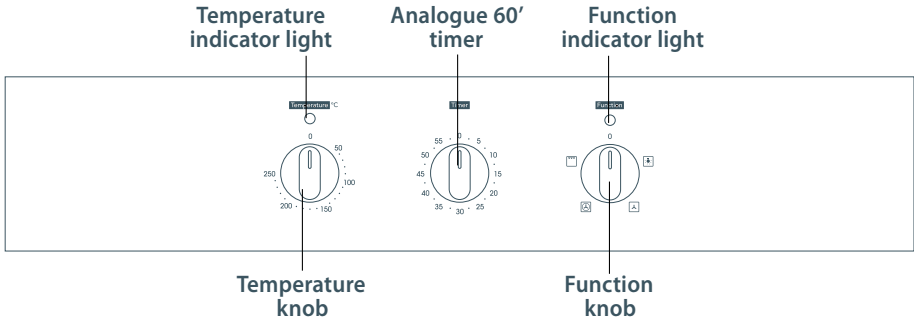 Temperature
indicator light
Analogue 60′
timer
Function
indicator light
Temperature °C
Timer
Function
0
50
100
150
200
250
0
5
10
15
20
25
30
35
40
45
50
55
0
Temperature
knob
Function
knob